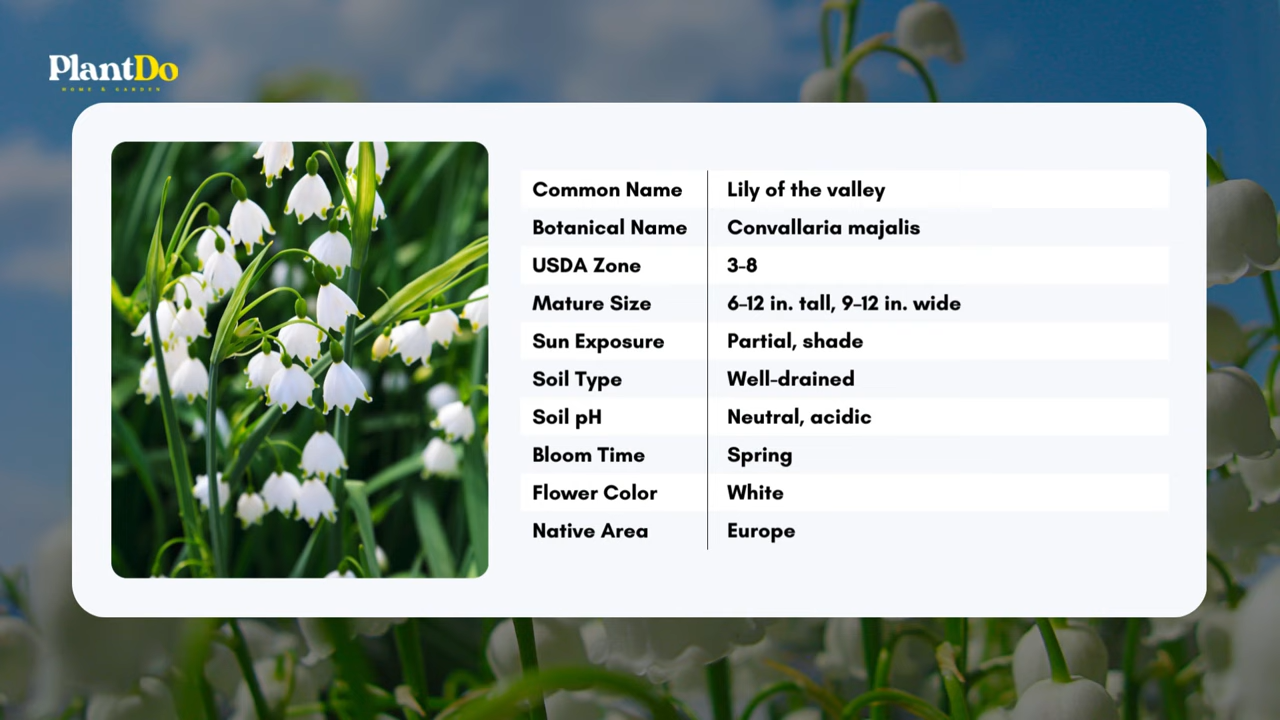 PlantDo
HOME & GARDEN
Common Name Lily of the valley
Botanical Name Convallaria majalis
USDA Zone 3-8
Mature Size 6-12 in. tall, 9-12 in. wide
Sun Exposure Partial, shade
Soil Type Well-drained
Soil pH Neutral, acidic
Bloom Time Spring
Flower Color White
Native Area Europe